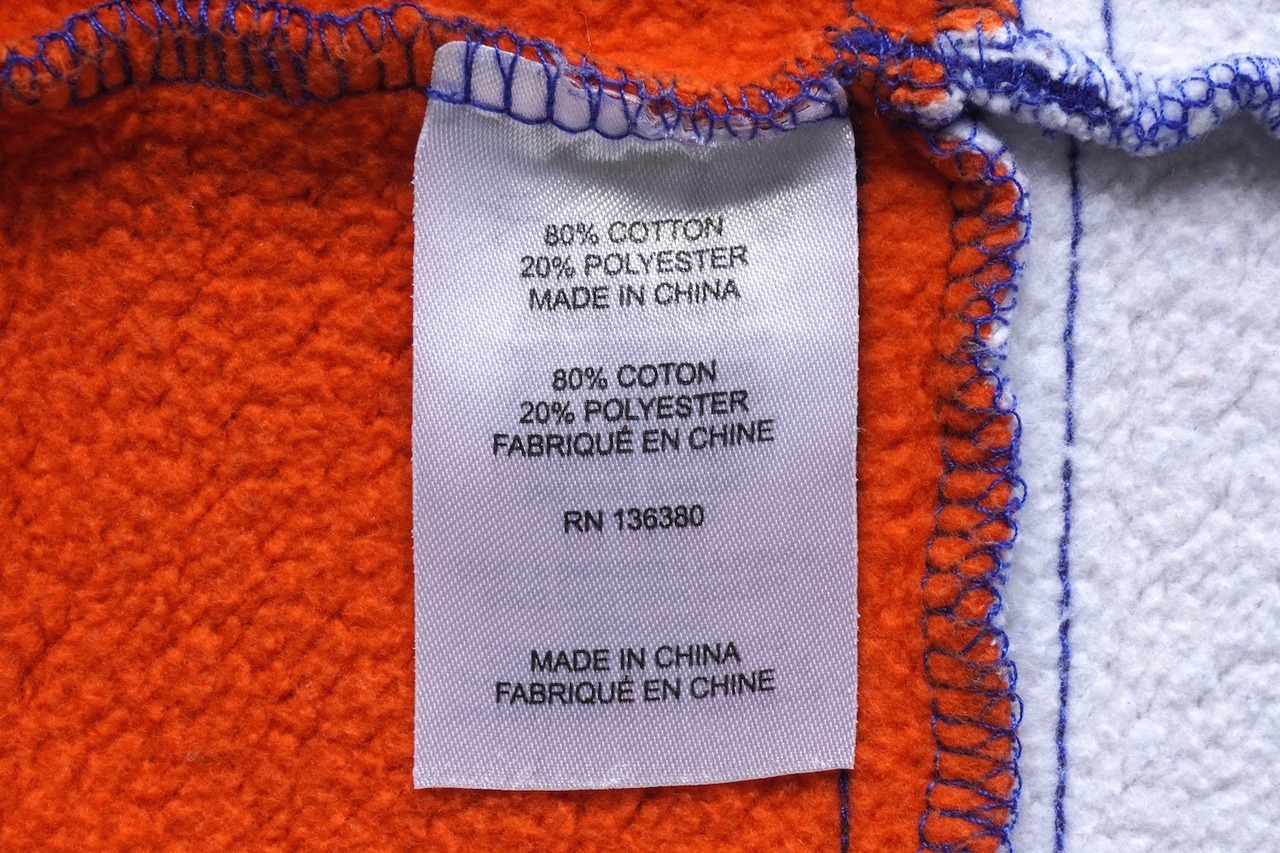 80% COTTON
20% POLYESTER
MADE IN CHINA
80% COTON
20% POLYESTER
FABRIQUÉ EN CHINE
RN 136380
MADE IN CHINA
FABRIQUÉ EN CHINE